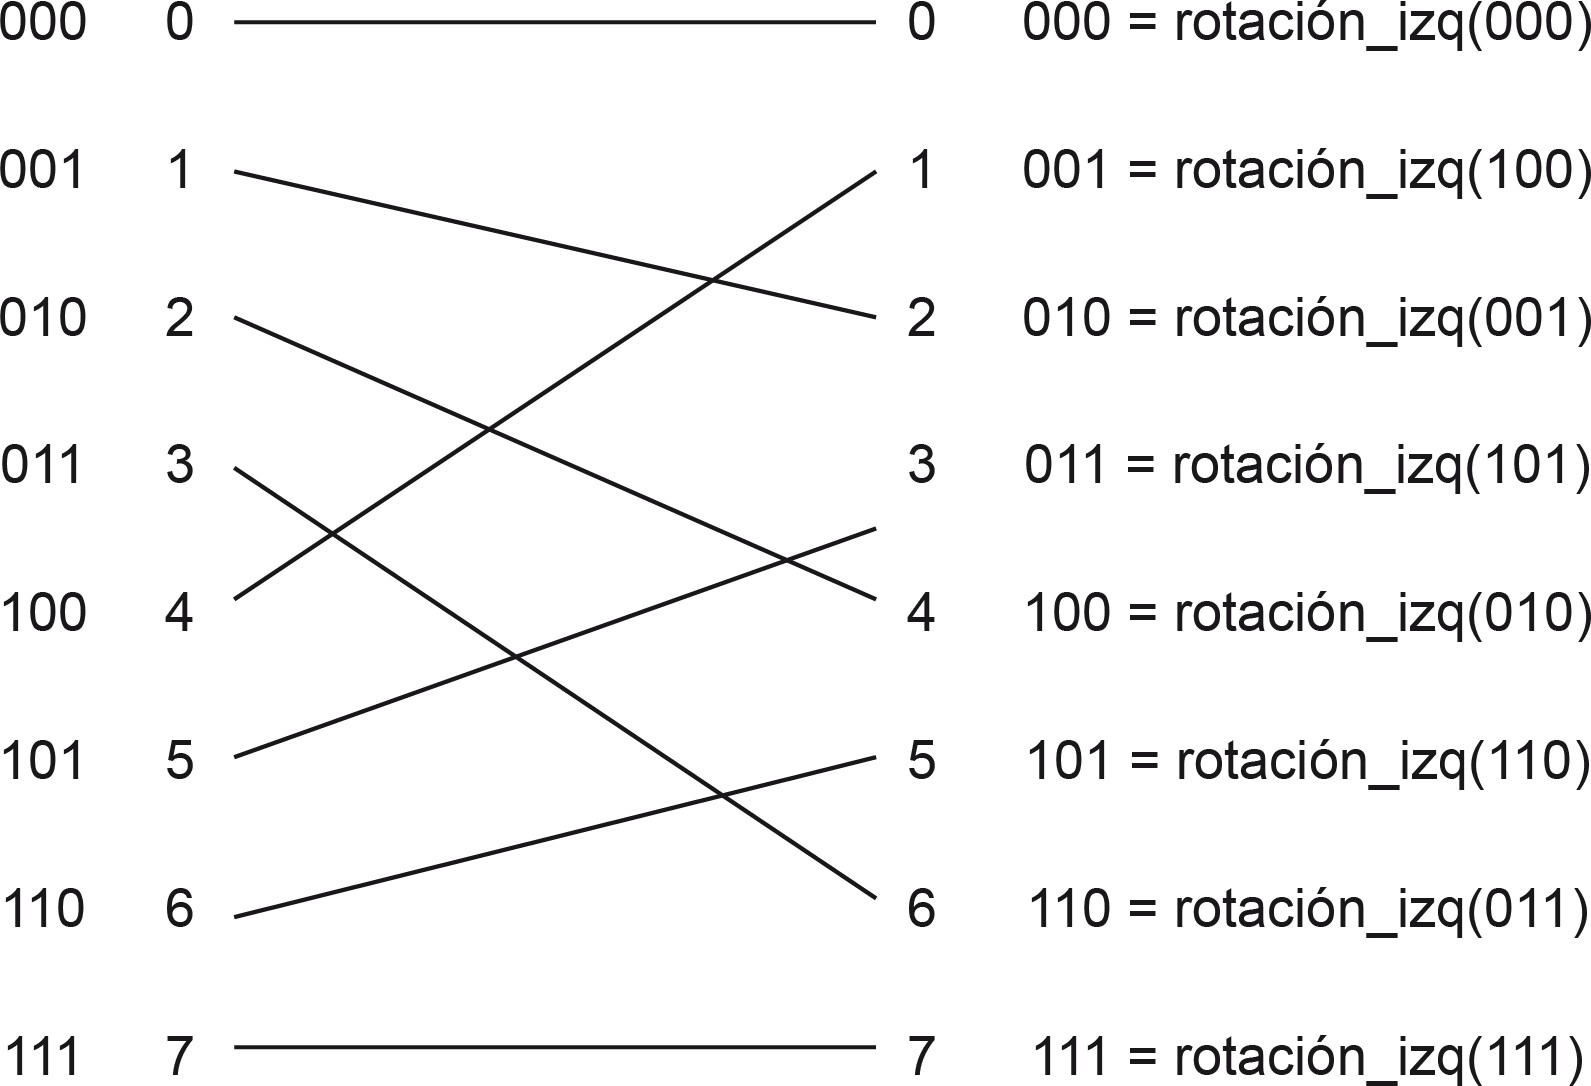 000 0 0 000 = rotación_izq(000)
001 1 1 001 = rotación_izq(100)
010 2 2 010 = rotación_izq(001)
011 3 3 011 = rotación_izq(101)
100 4 4 100 = rotación_izq(010)
101 5 5 101 = rotación_izq(110)
110 6 6 110 = rotación_izq(011)
111 7 7 111 = rotación_izq(111)